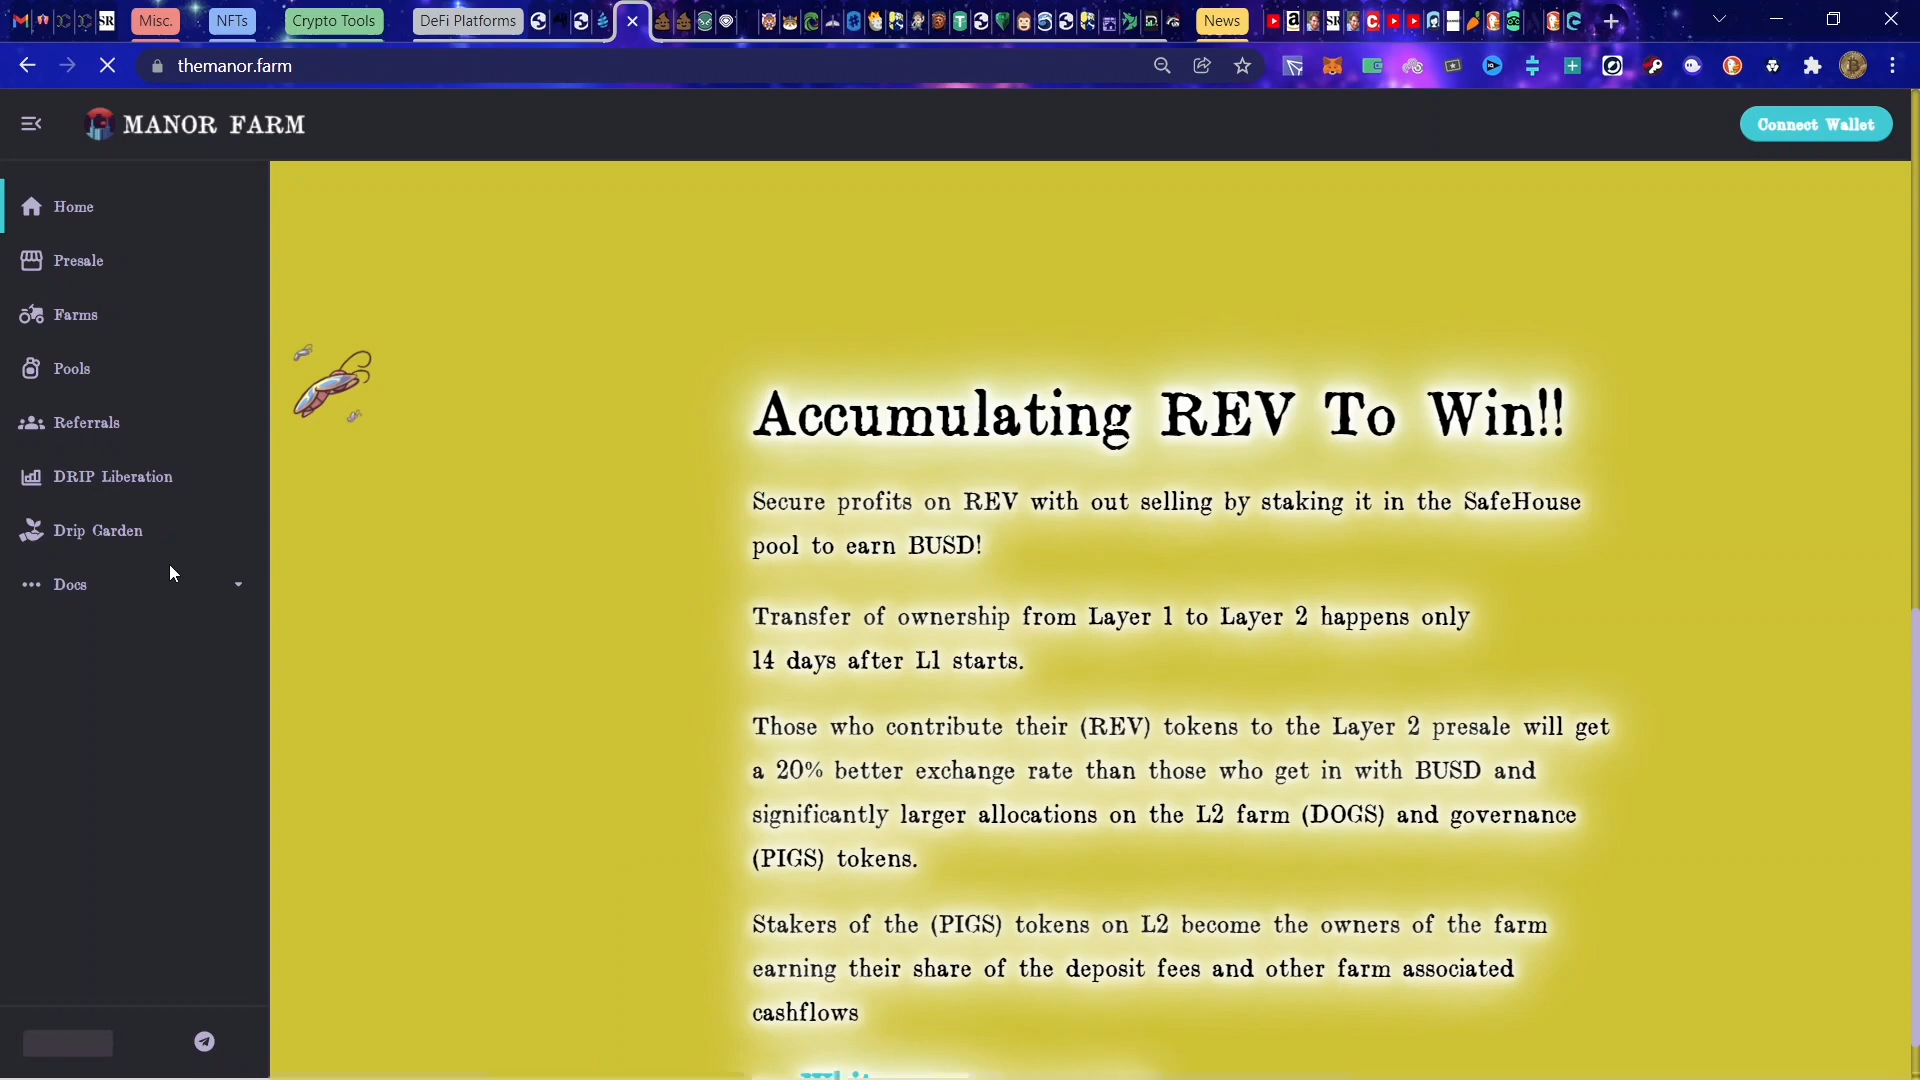 Misc.
NFTs
Crypto Tools
DeFi Platforms
News
themanor.farm
MANOR FARM
Connect Wallet
Home
Presale
Farms
Pools
Referrals
DRIP Liberation
Drip Garden
Docs
Accumulating REV To Win!!
Secure profits on REV with out selling by staking it in the SafeHouse
pool to earn BUSD!
Transfer of ownership from Layer 1 to Layer 2 happens only
14 days after L1 starts.
Those who contribute their (REV) tokens to the Layer 2 presale will get
a 20% better exchange rate than those who get in with BUSD and
significantly larger allocations on the L2 farm (DOGS) and governance
(PIGS) tokens.
Stakers of the (PIGS) tokens on L2 become the owners of the farm
earning their share of the deposit fees and other farm associated
cashflows